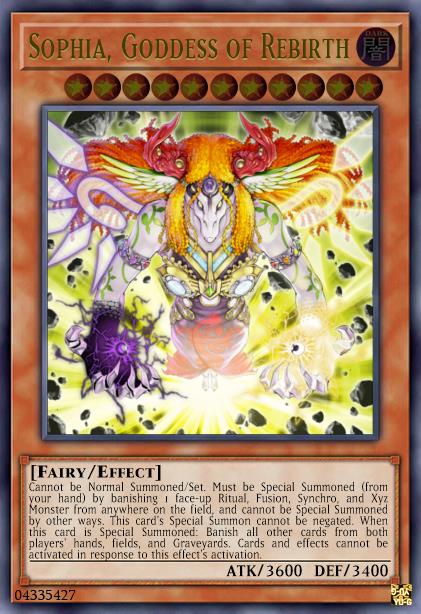 Sophia, Goddess of Rebirth
DARK
闇
[Fairy/Effect]
Cannot be Normal Summoned/Set. Must be Special Summoned (from
your hand) by banishing 1 face-up Ritual, Fusion, Synchro, and Xyz
Monster from anywhere on the field, and cannot be Special Summoned
by other ways. This card's Special Summon cannot be negated. When
this card is Special Summoned: Banish all other cards from both
players' hands, fields, and Graveyards. Cards and effects cannot be
activated in response to this effect's activation.
ATK/3600 DEF/3400
04335427